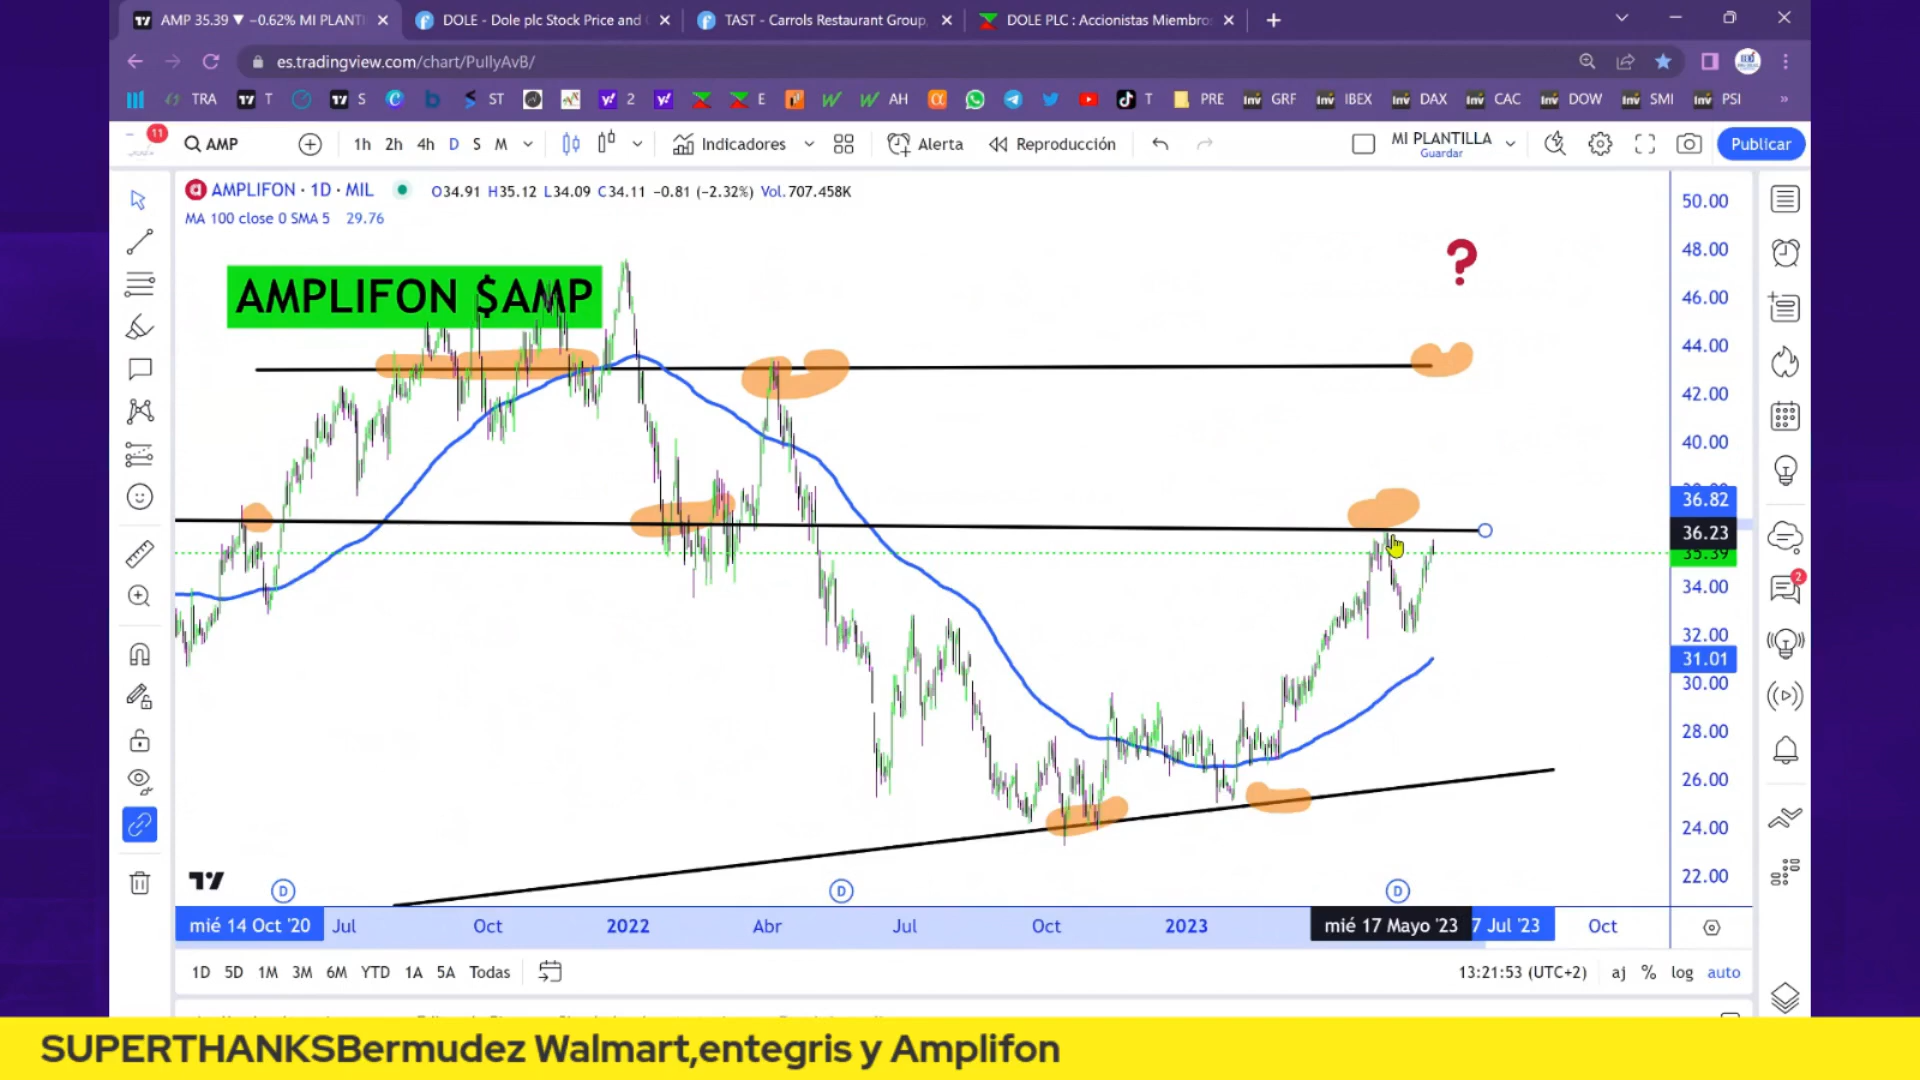 AMP 35.39 ▼ −0.62% MI PLANTI
DOLE - Dole plc Stock Price and
TAST - Carrols Restaurant Group,
DOLE PLC : Accionistas Miembro
es.tradingview.com/chart/PullyAvB/
TRA
T
S
ST
2
E
AH
T
PRE
GRF
IBEX
DAX
CAC
DOW
SMI
PSI
11
AMP
1h 2h 4h D S M
Indicadores
Alerta
Reproducción
MI PLANTILLA
Guardar
Publicar
AMPLIFON · 1D · MIL
O34.91 H35.12 L34.09 C34.11 −0.81 (−2.32%) Vol. 707.458K
MA 100 close 0 SMA 5 29.76
AMPLIFON $AMP
?
50.00
48.00
46.00
44.00
42.00
40.00
36.82
36.23
35.39
34.00
32.00
31.01
30.00
28.00
26.00
24.00
22.00
2
D
D
D
mié 14 Oct '20
Jul
Oct
2022
Abr
Jul
Oct
2023
mié 17 Mayo '23
7 Jul '23
Oct
1D 5D 1M 3M 6M YTD 1A 5A Todas
13:21:53 (UTC+2)
aj % log auto
SUPERTHANKSBermudez Walmart,entegris y Amplifon